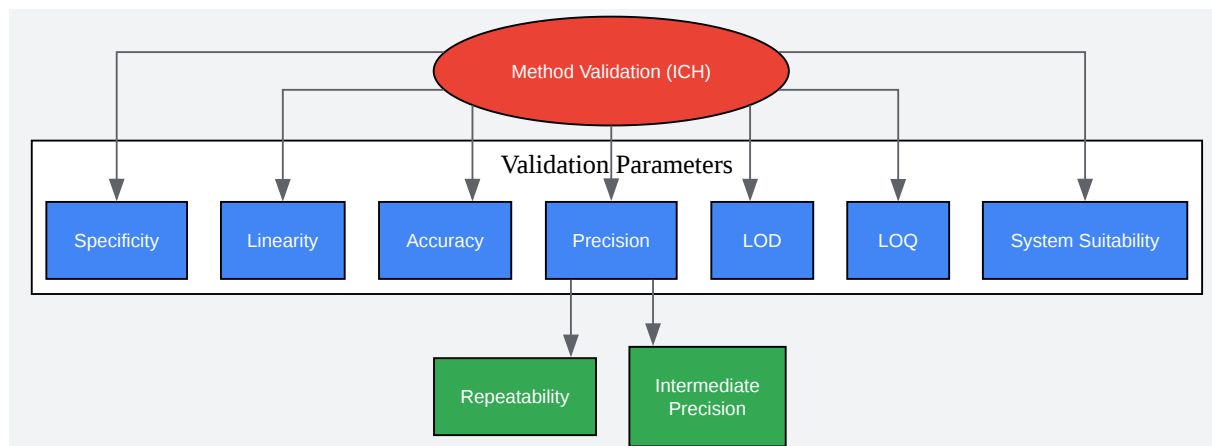 Method Validation (ICH)
Validation Parameters
Specificity
Linearity
Accuracy
Precision
LOD
LOQ
System Suitability
Repeatability
Intermediate
Precision